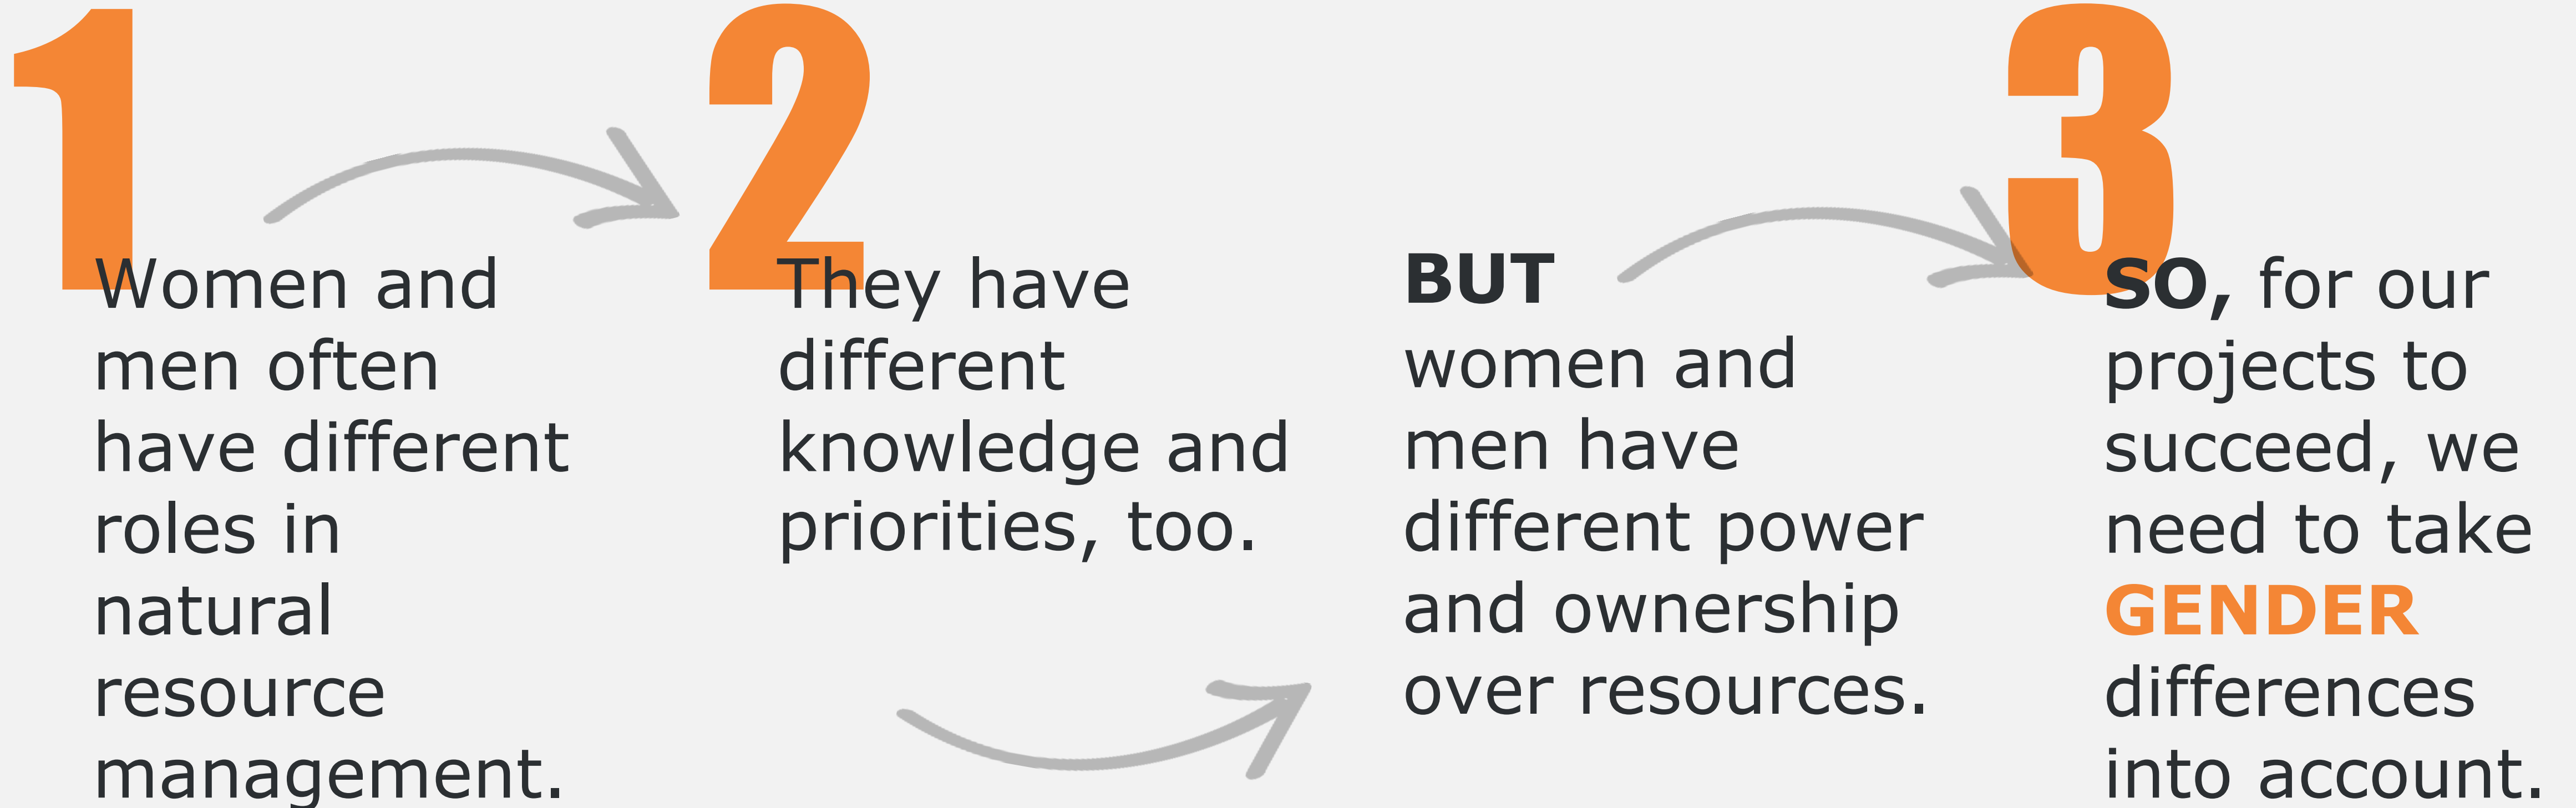 1
Women and
men often
have different
roles in
natural
resource
management.
2
They have
different
knowledge and
priorities, too.
BUT
women and
men have
different power
and ownership
over resources.
3
SO, for our
projects to
succeed, we
need to take
GENDER
differences
into account.